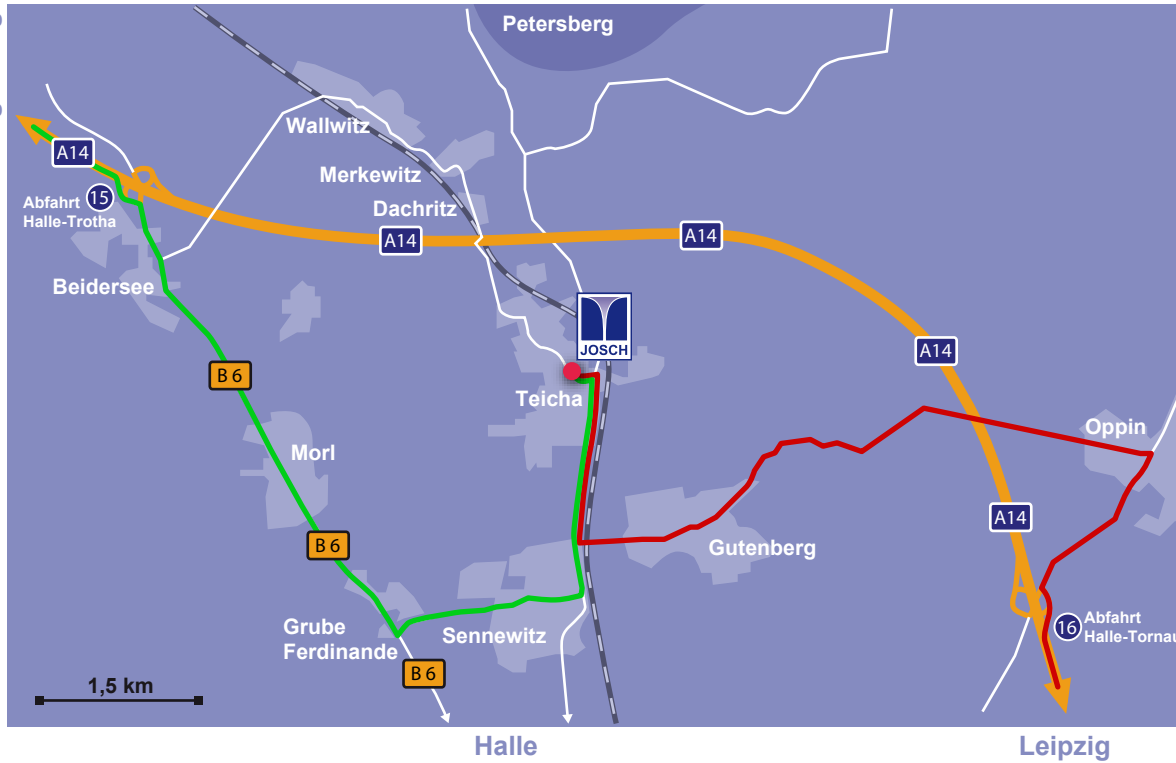 Petersberg
Wallwitz
A14
Merkewitz
15
Abfahrt
Halle-Trotha
Dachritz
A14
A14
Beidersee
JOSCH
A14
B 6
Teicha
Oppin
Morl
A14
B 6
Gutenberg
Grube
Ferdinande
Sennewitz
16
Abfahrt
Halle-Tornau
B 6
1,5 km
Halle
Leipzig